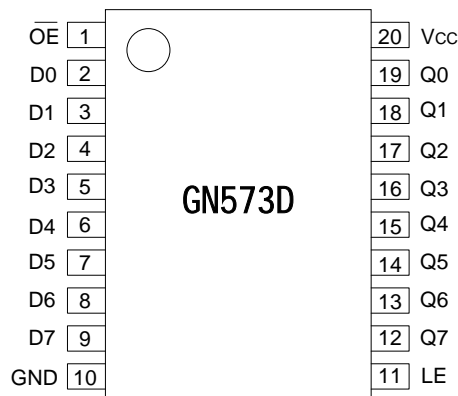 OE 1 20 Vcc
D0 2 19 Q0
D1 3 18 Q1
D2 4 17 Q2
D3 5 16 Q3
GN573D
D4 6 15 Q4
D5 7 14 Q5
D6 8 13 Q6
D7 9 12 Q7
GND 10 11 LE